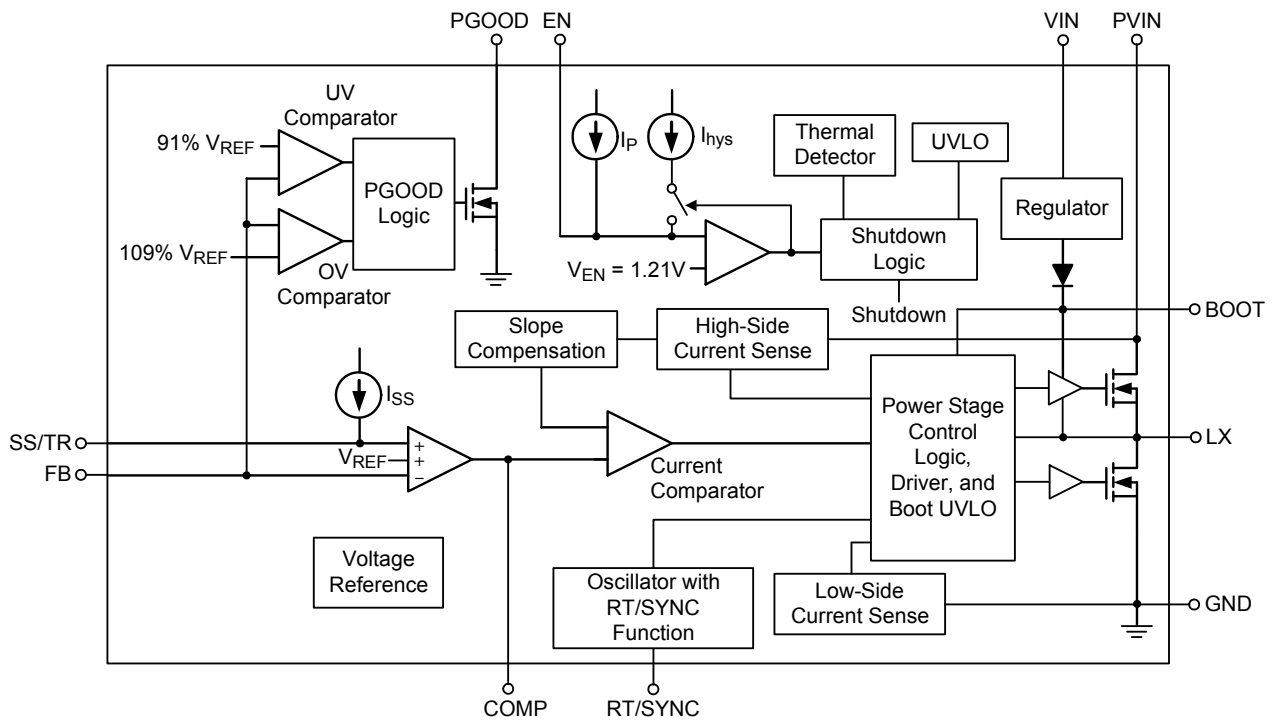 PGOOD EN VIN PVIN
UV
Comparator
91% VREF
PGOOD
Logic
109% VREF
OV
Comparator
IP
Ihys
Thermal
Detector
UVLO
Regulator
VEN = 1.21V
Shutdown
Logic
Shutdown
BOOT
Slope
Compensation
High-Side
Current Sense
ISS
SS/TR
VREF
+
+
−
FB
Current
Comparator
Power Stage
Control
Logic,
Driver, and
Boot UVLO
LX
Voltage
Reference
Oscillator with
RT/SYNC
Function
Low-Side
Current Sense
GND
COMP RT/SYNC